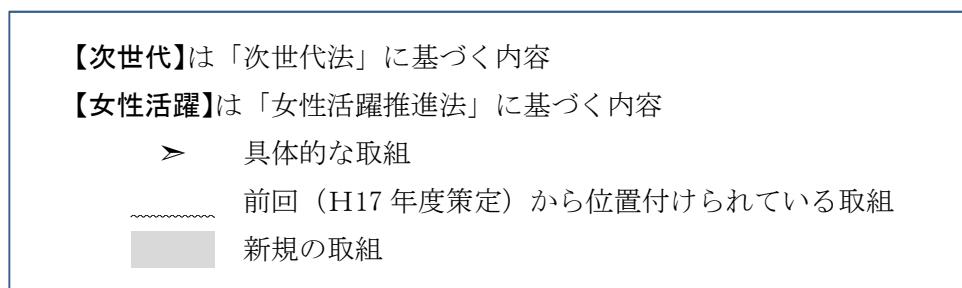 【次世代】は「次世代法」に基づく内容
【女性活躍】は「女性活躍推進法」に基づく内容
➢ 具体的な取組
前回（H17 年度策定）から位置付けられている取組
新規の取組